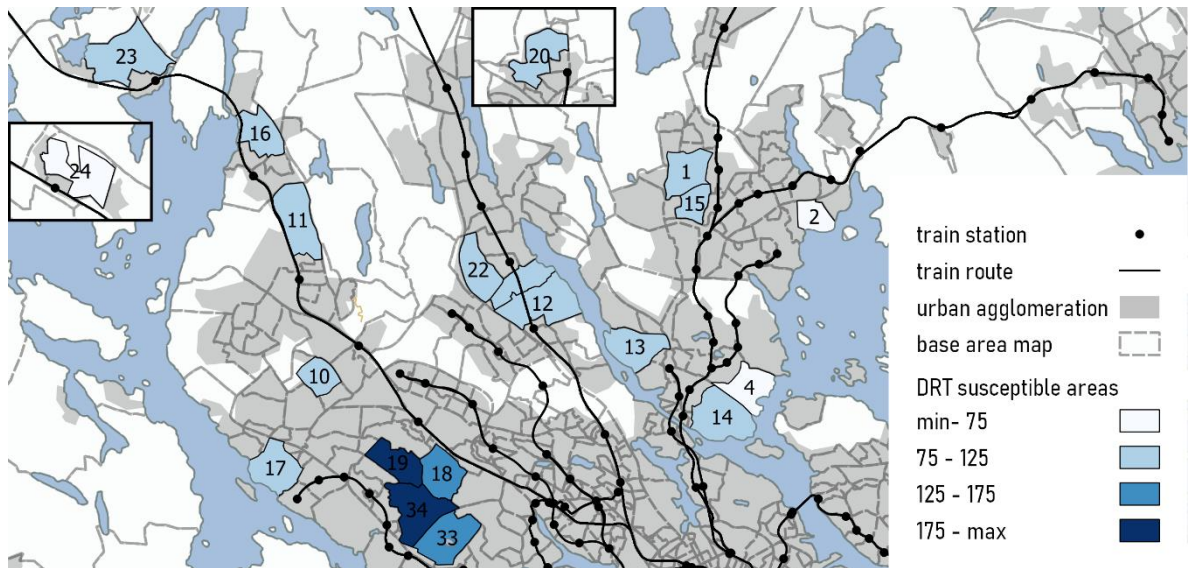 23
20
16
24
1
15
2
11
22
12
13
10
4
14
17
19
18
34
33
train station
train route
urban agglomeration
base area map
DRT susceptible areas
min- 75
75 - 125
125 - 175
175 - max